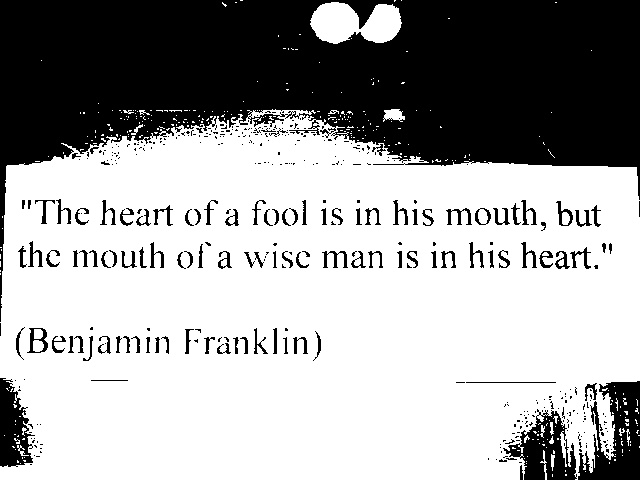 "The heart of a fool is in his mouth, but
the mouth of a wise man is in his heart."
(Benjamin Franklin)